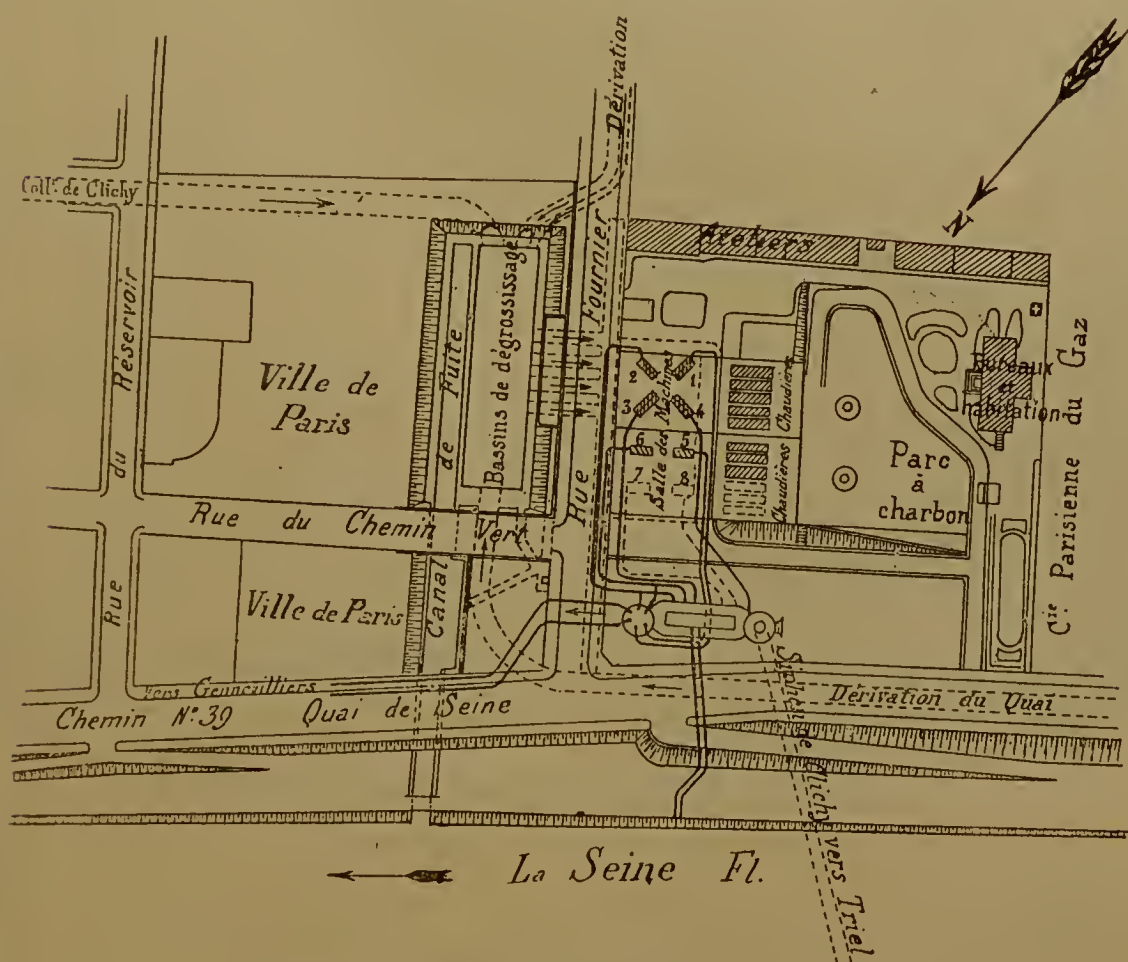 Dérivation
N
Coll.r de Clichy
Ateliers
Rue du Réservoir
Ville de
Paris
Canal de Fuite
Bassins de dégrossissage
Rue Fournier
2 1
3 4
6 5
7 8
Salle des Machines
Chaudières
Chaudières
Bureaux
et
habitation
Parc
à
charbon
Cie Parisienne du Gaz
Rue du Chemin Vert
Ville de Paris
Vers Gennevilliers
Chemin N° 39
Quai de Seine
Dérivation du Quai
Siphon de Clichy vers Triel
La Seine Fl.